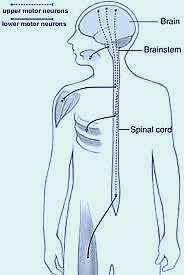 upper motor neurons
lower motor neurons
Brain
Brainstem
Spinal cord